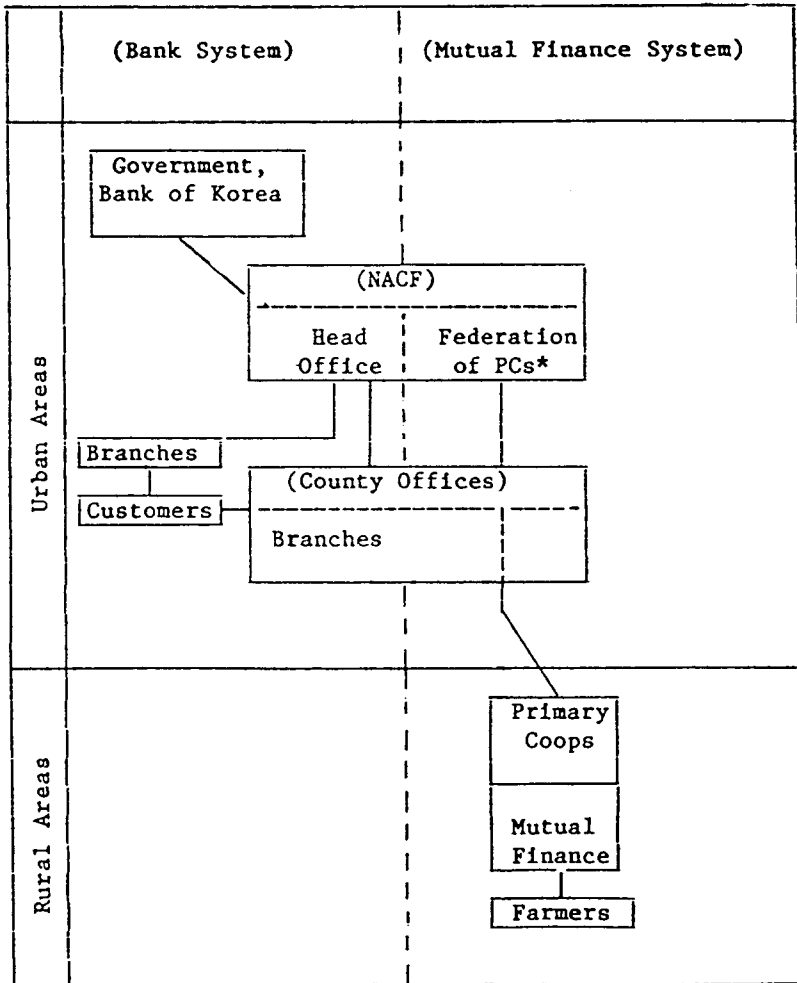 (Bank System)
(Mutual Finance System)
Urban Areas
Government,
Bank of Korea
(NACF)
Head
Office
Federation
of PCs*
Branches
Customers
(County Offices)
Branches
Rural Areas
Primary
Coops
Mutual
Finance
Farmers